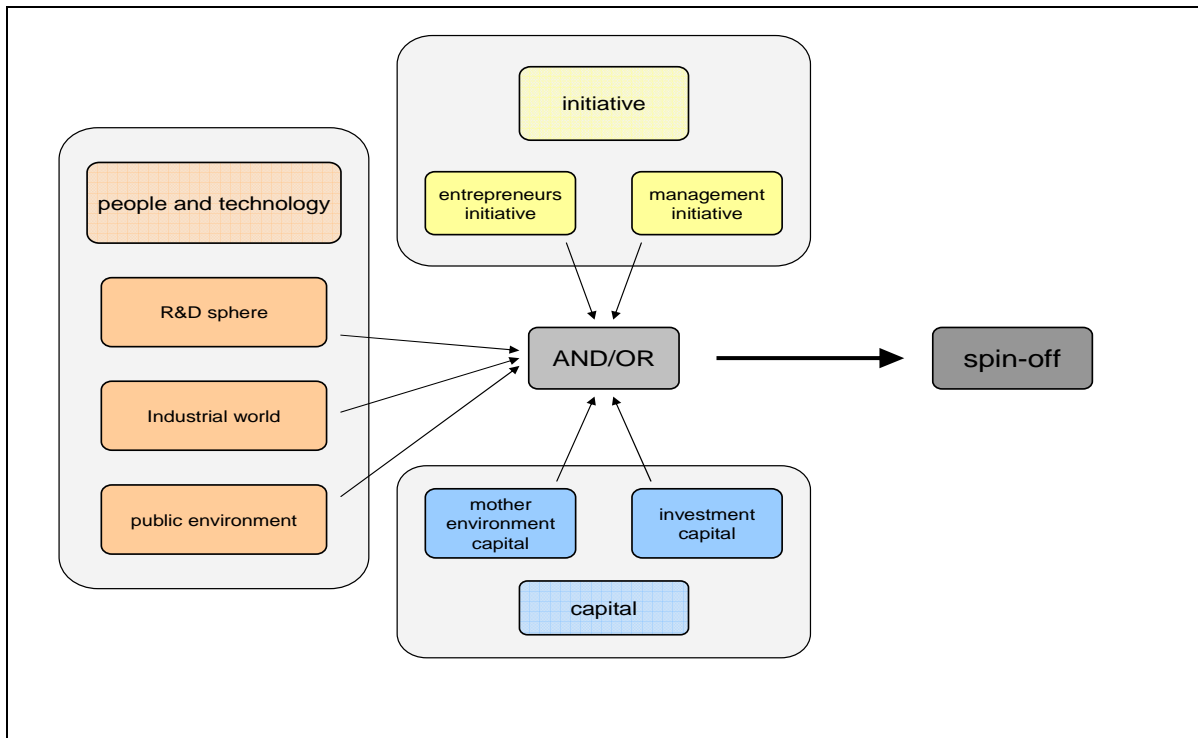 initiative
entrepreneurs
initiative
management
initiative
people and technology
R&D sphere
Industrial world
public environment
AND/OR
spin-off
mother
environment
capital
investment
capital
capital